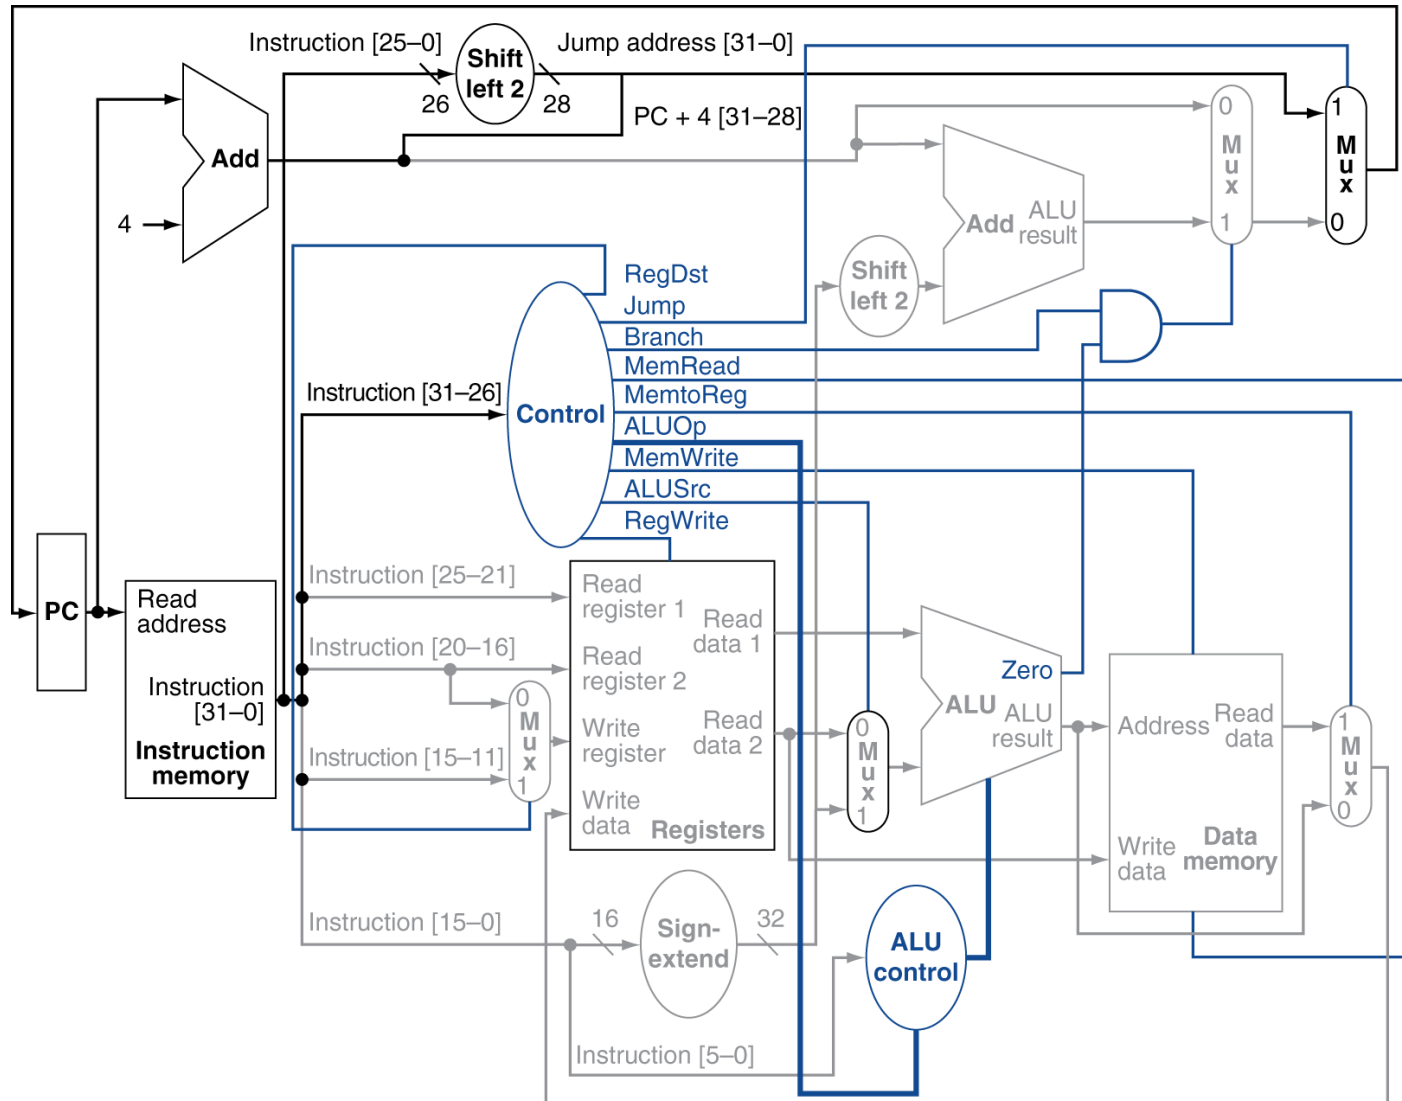 Instruction [25–0]
Shift
left 2
Jump address [31–0]
26
28
PC + 4 [31–28]
Add
4
0
M
u
x
1
1
M
u
x
0
Add
ALU
result
Shift
left 2
RegDst
Jump
Branch
MemRead
MemtoReg
ALUOp
MemWrite
ALUSrc
RegWrite
Instruction [31–26]
Control
PC
Read
address
Instruction
[31–0]
Instruction
memory
Instruction [25–21]
Instruction [20–16]
Instruction [15–11]
0
M
u
x
1
Read
register 1
Read
register 2
Write
register
Write
data
Read
data 1
Read
data 2
Registers
0
M
u
x
1
Zero
ALU
ALU
result
Address
Read
data
Write
data
Data
memory
1
M
u
x
0
Instruction [15–0]
16
Sign-
extend
32
ALU
control
Instruction [5–0]